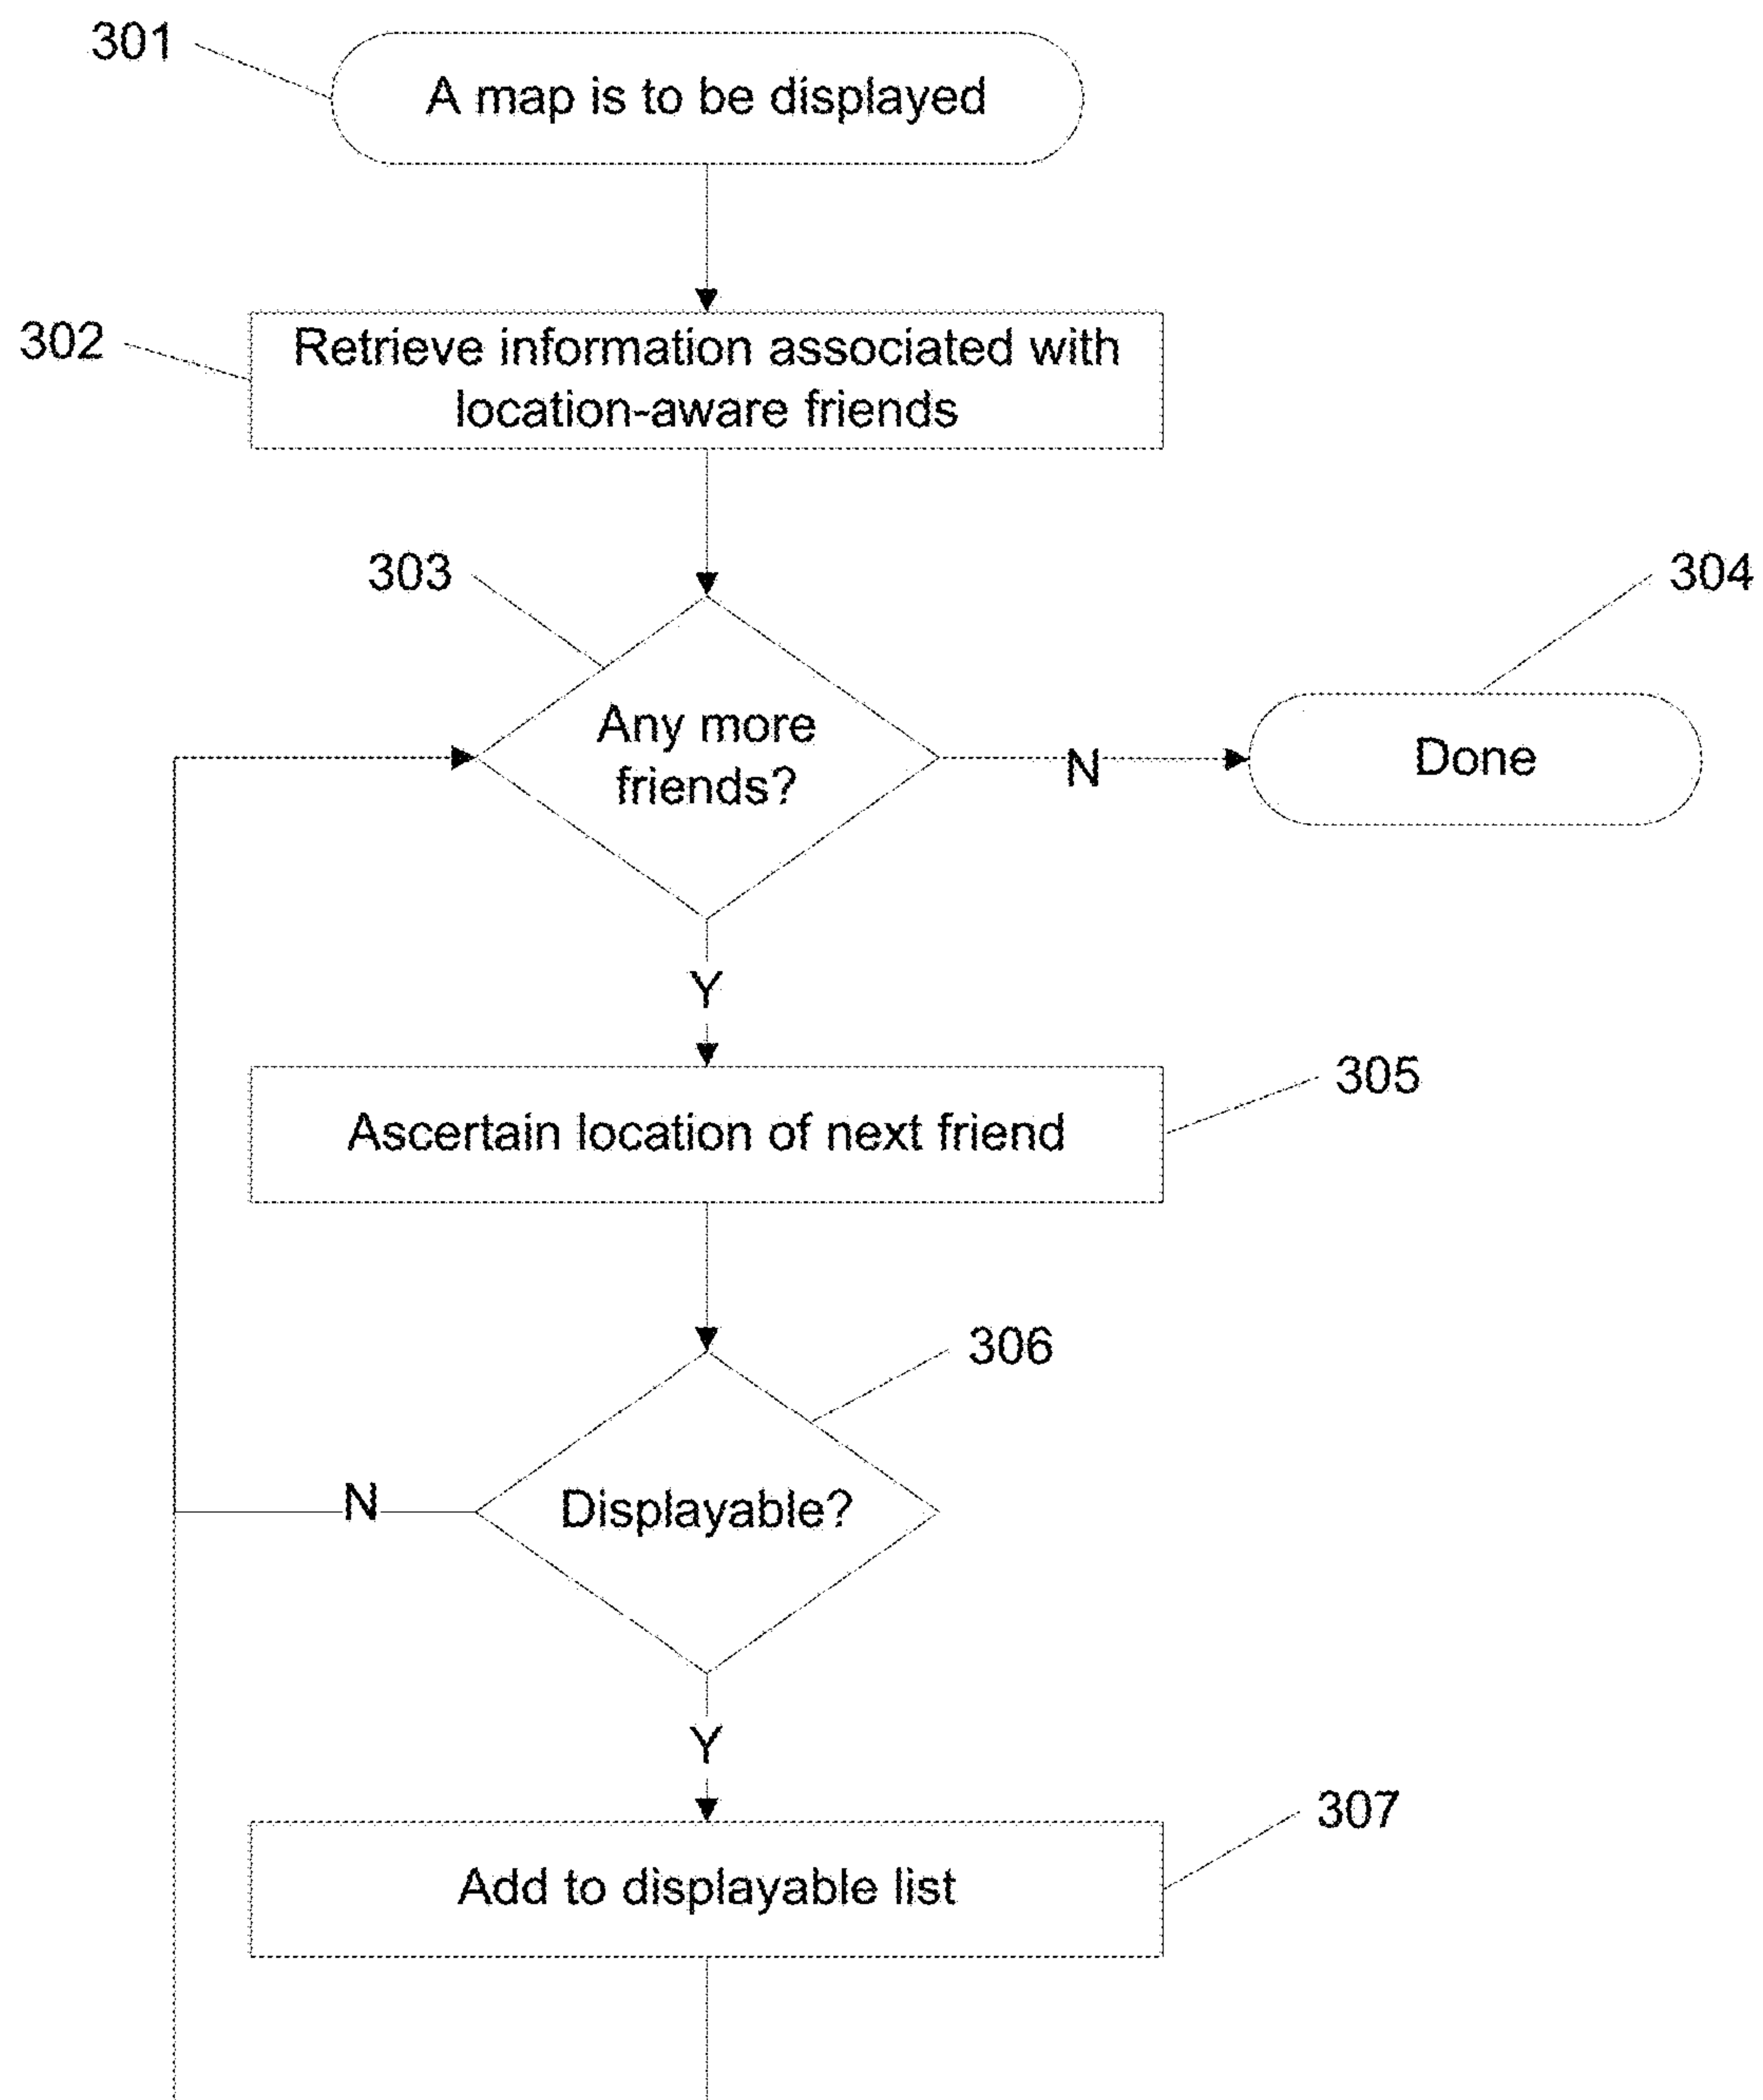 301
A map is to be displayed
302
Retrieve information associated with
location-aware friends
303
304
Any more
friends?
N
Done
Y
305
Ascertain location of next friend
306
Displayable?
N
Y
307
Add to displayable list